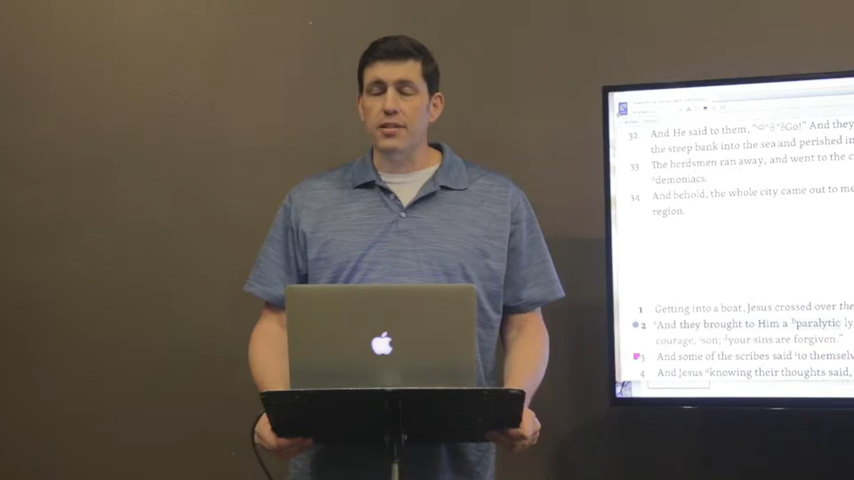 32 And He said to them, "Go!" And they
the steep bank into the sea and perished in
33 The herdsmen ran away, and went to the c
demoniacs.
34 And behold, the whole city came out to me
region.
1 Getting into a boat, Jesus crossed over the
2 And they brought to Him a paralytic ly
courage, son; your sins are forgiven."
3 And some of the scribes said to themselv
4 And Jesus knowing their thoughts said,